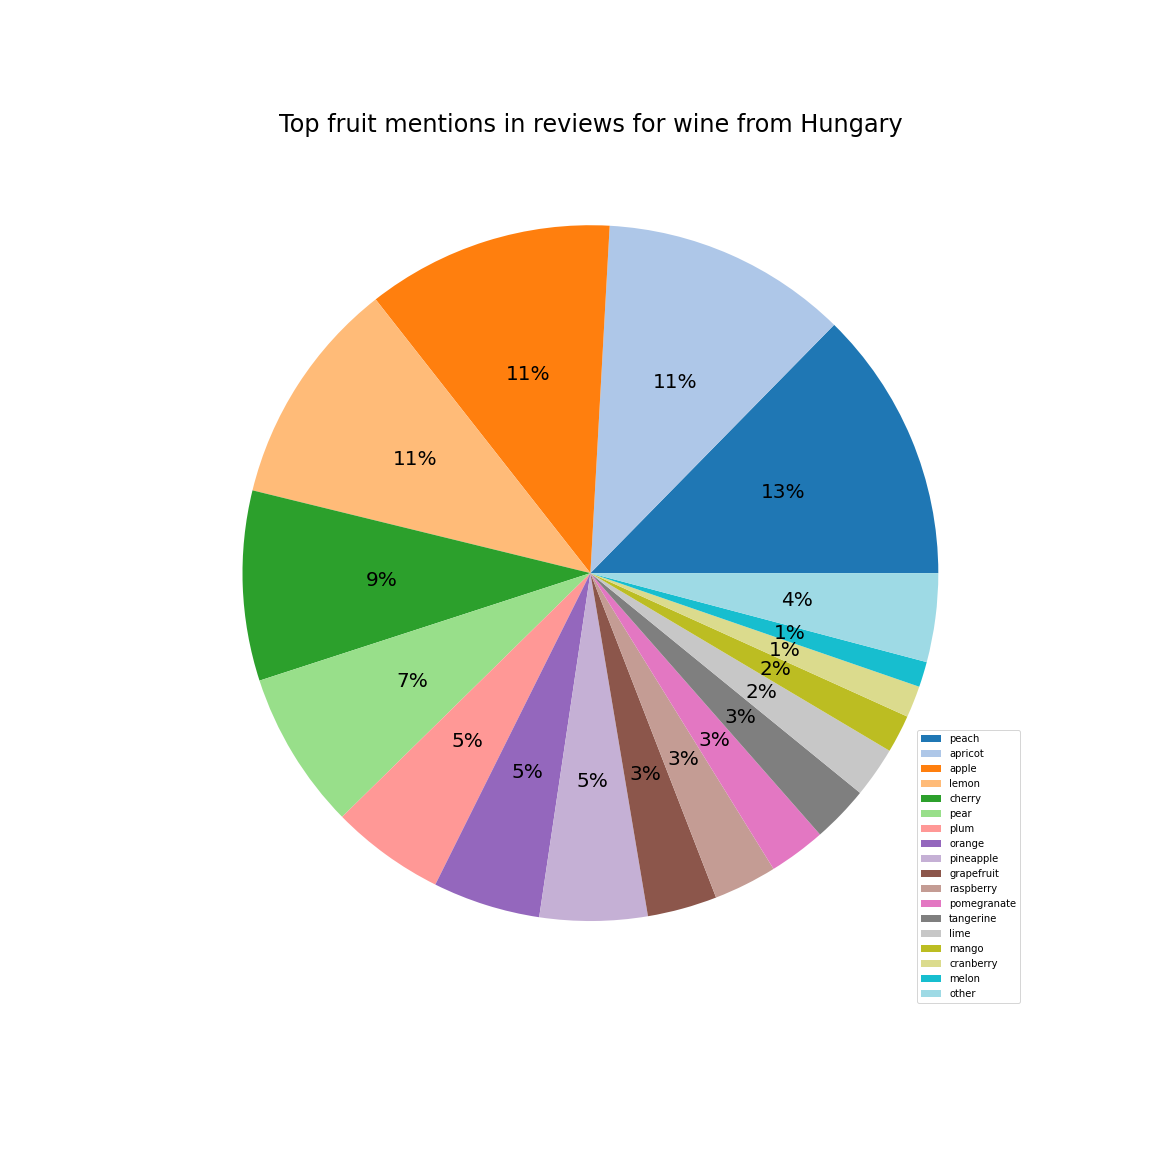 Top fruit mentions in reviews for wine from Hungary
11%
11%
11%
13%
9%
4%
1%
1%
2%
7%
2%
3%
5%
3%
3%
5%
3%
5%
peach
apricot
apple
lemon
cherry
pear
plum
orange
pineapple
grapefruit
raspberry
pomegranate
tangerine
lime
mango
cranberry
melon
other